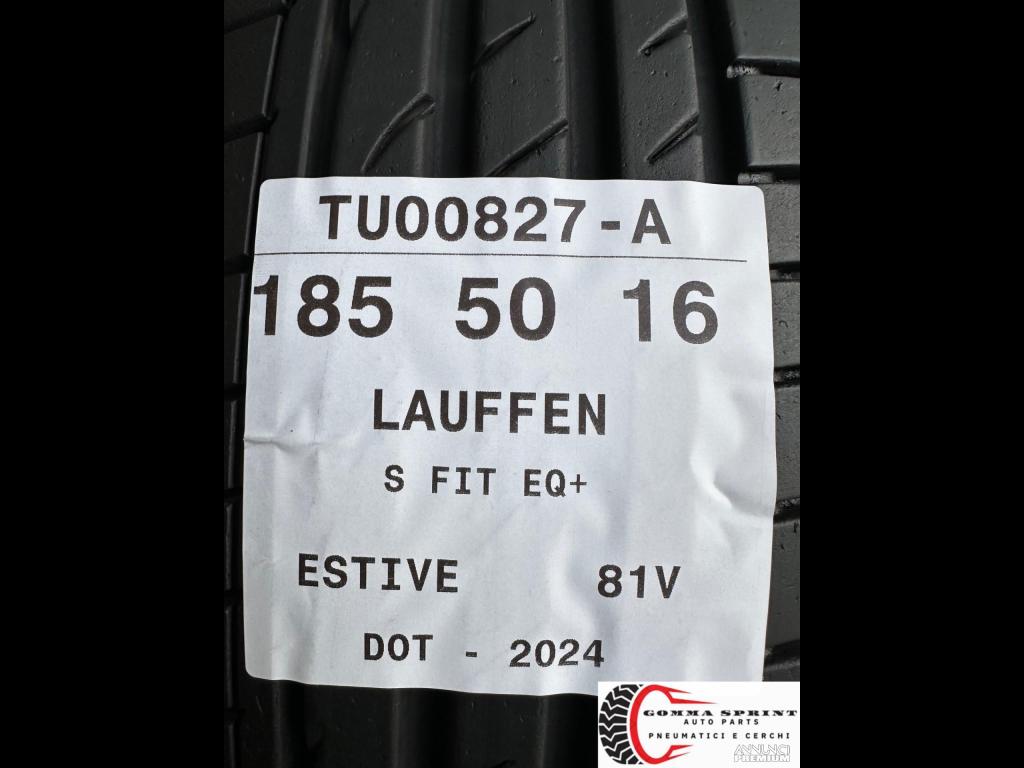 TU00827-A
185 50 16
LAUFFEN
S FIT EQ+
ESTIVE 81V
DOT - 2024
GOMMA SPRINT
AUTO PARTS
PNEUMATICI E CERCHI
ANNUNCI
PREMIUM